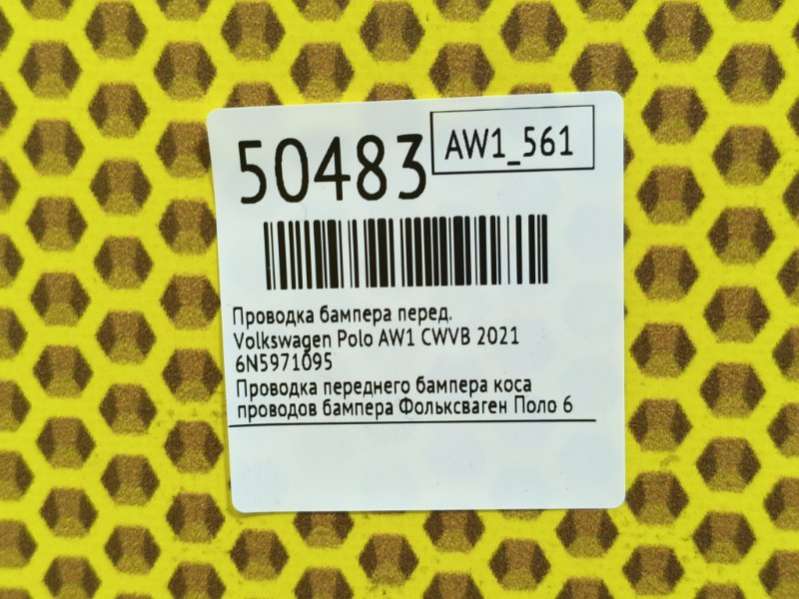 50483
AW1_561
Проводка бампера перед.
Volkswagen Polo AW1 CWVB 2021
6N5971095
Проводка переднего бампера коса
проводов бампера Фольксваген Поло 6